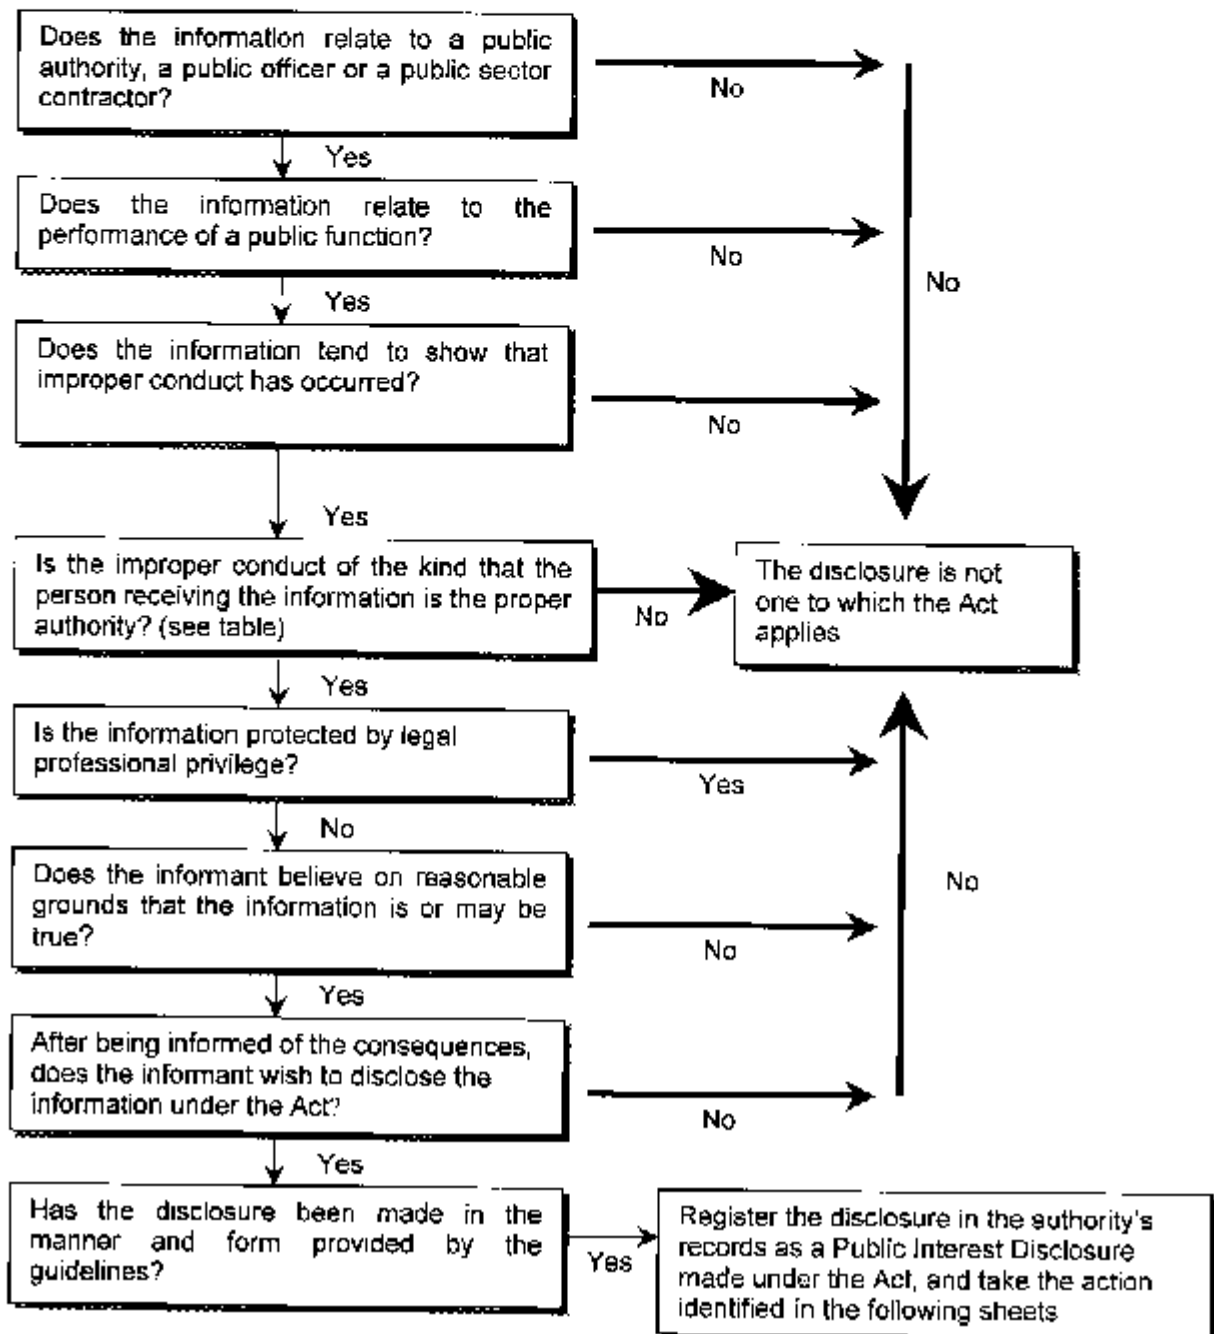 Does the information relate to a public
authority, a public officer or a public sector
contractor?
No
No
Yes
Does the information relate to the
performance of a public function?
No
No
Yes
Does the information tend to show that
improper conduct has occurred?
No
Yes
Is the improper conduct of the kind that the
person receiving the information is the proper
authority? (see table)
No
The disclosure is not
one to which the Act
applies
Yes
Is the information protected by legal
professional privilege?
Yes
No
Does the informant believe on reasonable
grounds that the information is or may be
true?
No
No
Yes
After being informed of the consequences,
does the informant wish to disclose the
information under the Act?
No
Yes
Has the disclosure been made in the
manner and form provided by the
guidelines?
Yes
Register the disclosure in the authority's
records as a Public Interest Disclosure
made under the Act, and take the action
identified in the following sheets